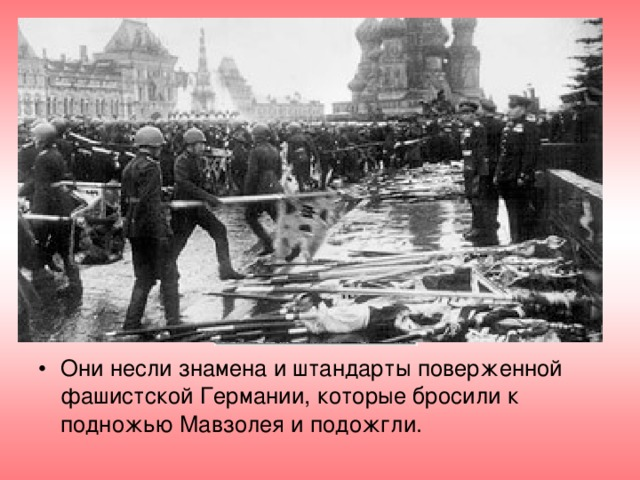 • Они несли знамена и штандарты поверженной
фашистской Германии, которые бросили к
подножью Мавзолея и подожгли.